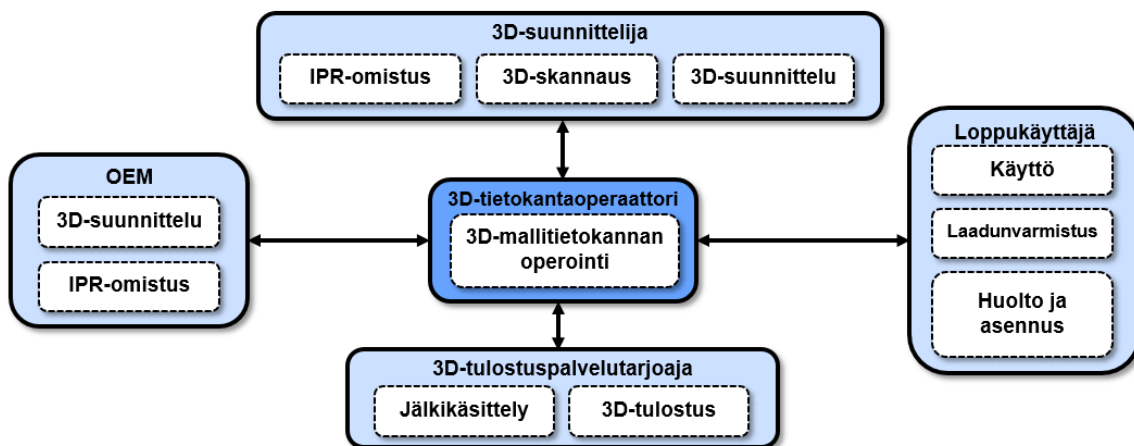 3D-suunnittelija
IPR-omistus
3D-skannaus
3D-suunnittelu
OEM
3D-suunnittelu
IPR-omistus
3D-tietokantaoperaattori
3D-mallitietokannan
operointi
Loppukäyttäjä
Käyttö
Laadunvarmistus
Huolto ja
asennus
3D-tulostuspalvelutarjoaja
Jälkikäsittely
3D-tulostus